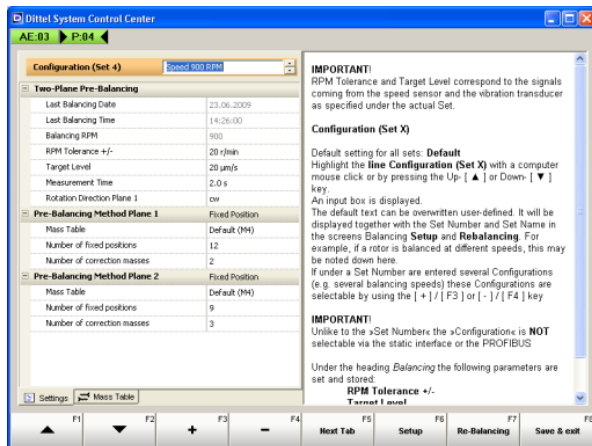 Dittel System Control Center
AE:03 P:04
Configuration (Set 4) Speed 900 RPM
Two-Plane Pre-Balancing
Last Balancing Date 23.06.2009
Last Balancing Time 14:26:00
Balancing RPM 900
RPM Tolerance +/- 20 r/min
Target Level 20 µm/s
Measurement Time 2.0 s
Rotation Direction Plane 1 cw
Pre-Balancing Method Plane 1 Fixed Position
Mass Table Default (M4)
Number of fixed positions 12
Number of correction masses 2
Pre-Balancing Method Plane 2 Fixed Position
Mass Table Default (M4)
Number of fixed positions 9
Number of correction masses 3
Settings Mass Table
IMPORTANT!
RPM Tolerance and Target Level correspond to the signals
coming from the speed sensor and the vibration transducer
as specified under the actual Set.
Configuration (Set X)
Default setting for all sets: Default
Highlight the line Configuration (Set X) with a computer
mouse click or by pressing the Up- [ ▲ ] or Down- [ ▼ ]
key.
An input box is displayed.
The default text can be overwritten user-defined. It will be
displayed together with the Set Number and Set Name in
the screens Balancing Setup and Rebalancing. For
example, if a rotor is balanced at different speeds, this may
be noted down here.
If under a Set Number are entered several Configurations
(e.g. several balancing speeds) these Configurations are
selectable by using the [ + ] / [ F3 ] or [ - ] / [ F4 ] key
IMPORTANT!
Unlike to the »Set Number« the »Configuration« is NOT
selectable via the static interface or the PROFIBUS
Under the heading Balancing the following parameters are
set and stored:
RPM Tolerance +/-
Target Level
F1 F2 F3 F4 F5 F6 F7 F8
+ - Next Tab Setup Re-Balancing Save & exit